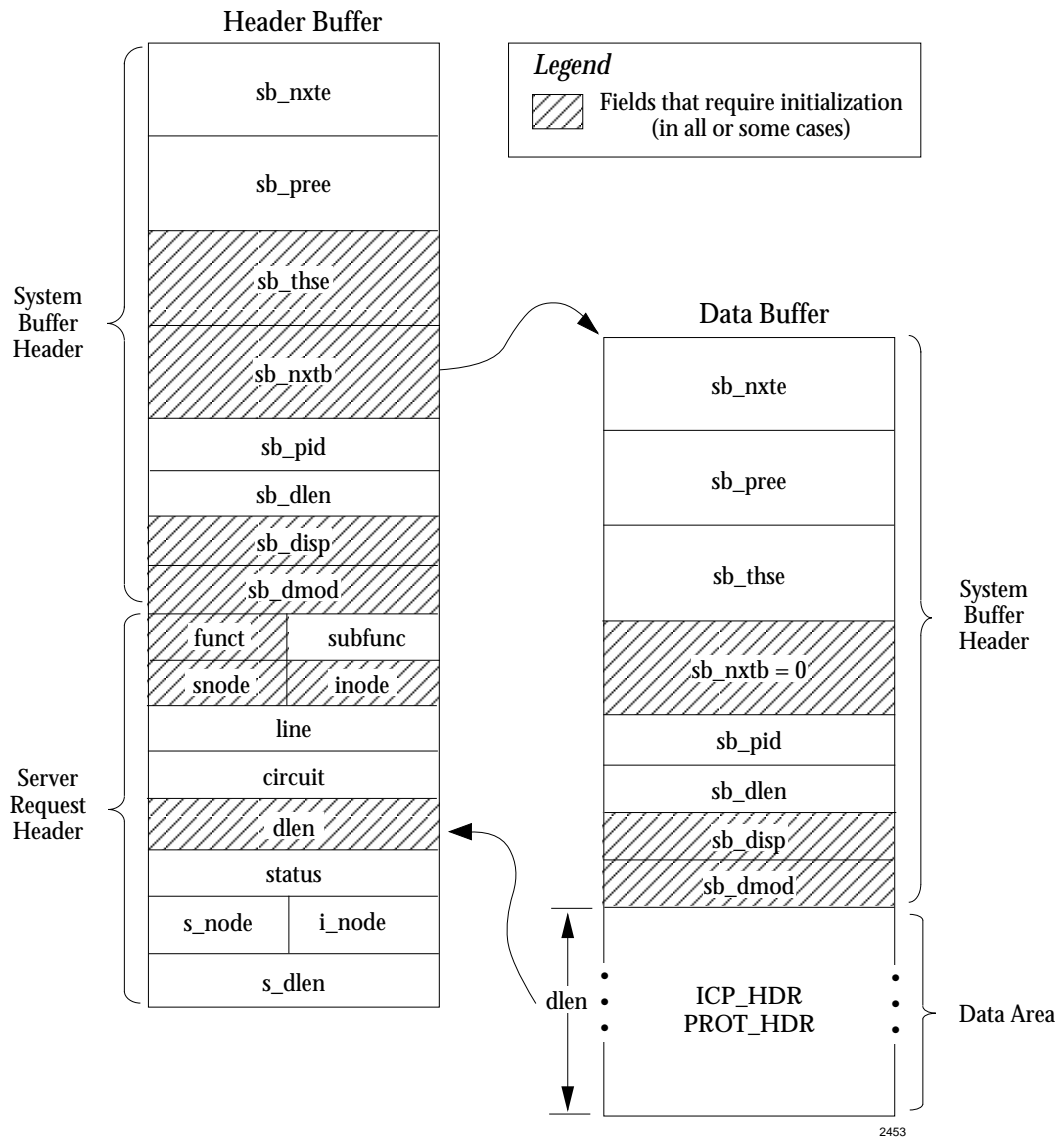 Header Buffer
Legend
Fields that require initialization
(in all or some cases)
System
Buffer
Header
sb_nxte
sb_pree
sb_thse
sb_nxtb
sb_pid
sb_dlen
sb_disp
sb_dmod
Server
Request
Header
funct subfunc
snode inode
line
circuit
dlen
status
s_node i_node
s_dlen
Data Buffer
sb_nxte
sb_pree
sb_thse
sb_nxtb = 0
sb_pid
sb_dlen
sb_disp
sb_dmod
System
Buffer
Header
dlen
ICP_HDR
PROT_HDR
Data Area
2453